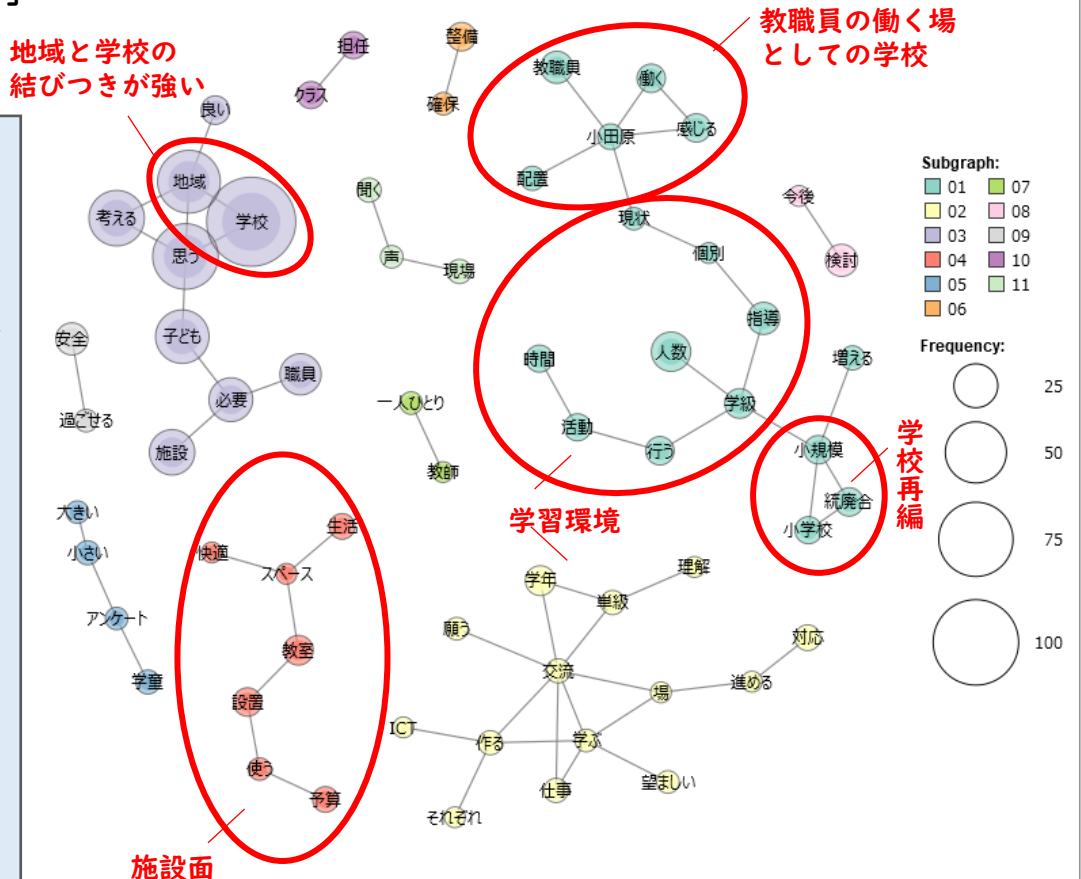 」
地域と学校の
結びつきが強い
教職員の働く場
としての学校
担任
クラス
整備
確保
教職員
働く
小田原
感じる
配置
良い
地域
考える
学校
思う
子ども
職員
必要
施設
聞く
声
現場
現状
個別
指導
人数
学級
時間
活動
行う
今後
検討
増える
小規模
統廃合
小学校
学校再編
安全
過ごせる
一人ひとり
教師
学習環境
大きい
小さい
アンケート
学童
生活
快適
スペース
教室
設置
使う
予算
施設面
学年
単級
理解
願う
交流
場
進める
対応
ICT
作る
学ぶ
仕事
望ましい
それぞれ
Subgraph:
01 07
02 08
03 09
04 10
05 11
06
Frequency:
25
50
75
100